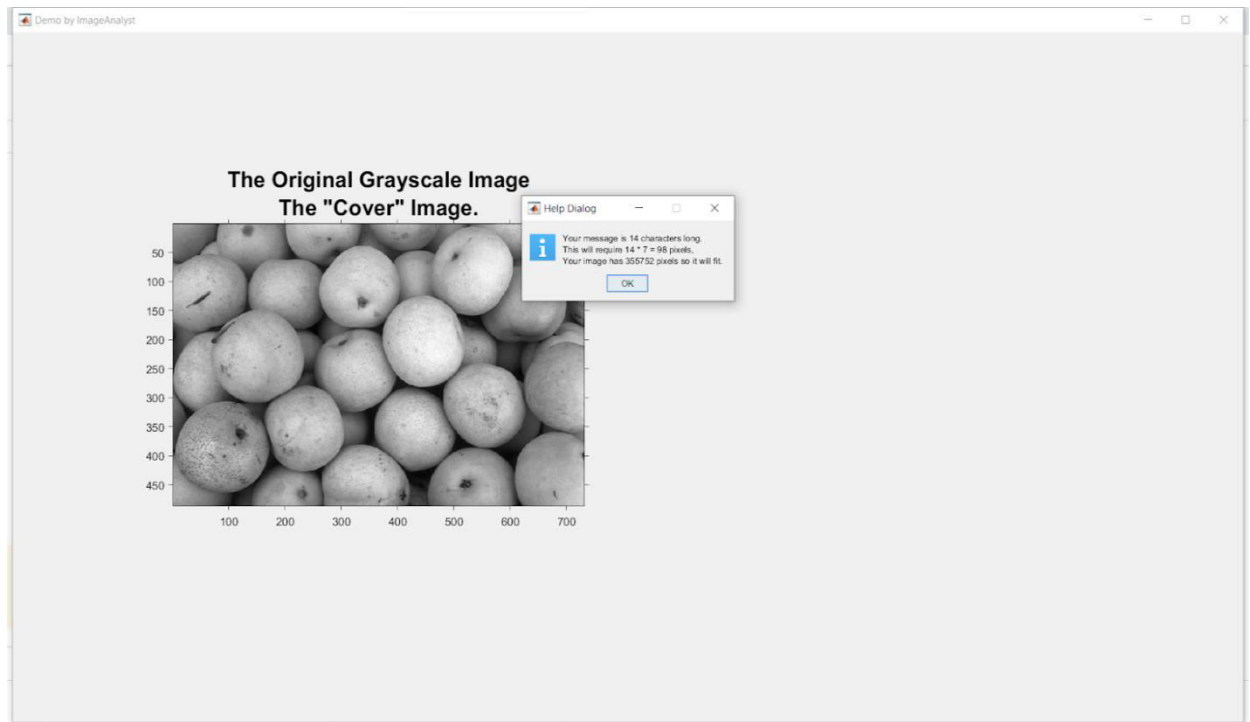 Demo by ImageAnalyst
The Original Grayscale Image
The "Cover" Image.
Help Dialog
Your message is 14 characters long.
This will require 14 * 7 = 98 pixels,
Your image has 355752 pixels so it will fit.
OK
50
100
150
200
250
300
350
400
450
100 200 300 400 500 600 700